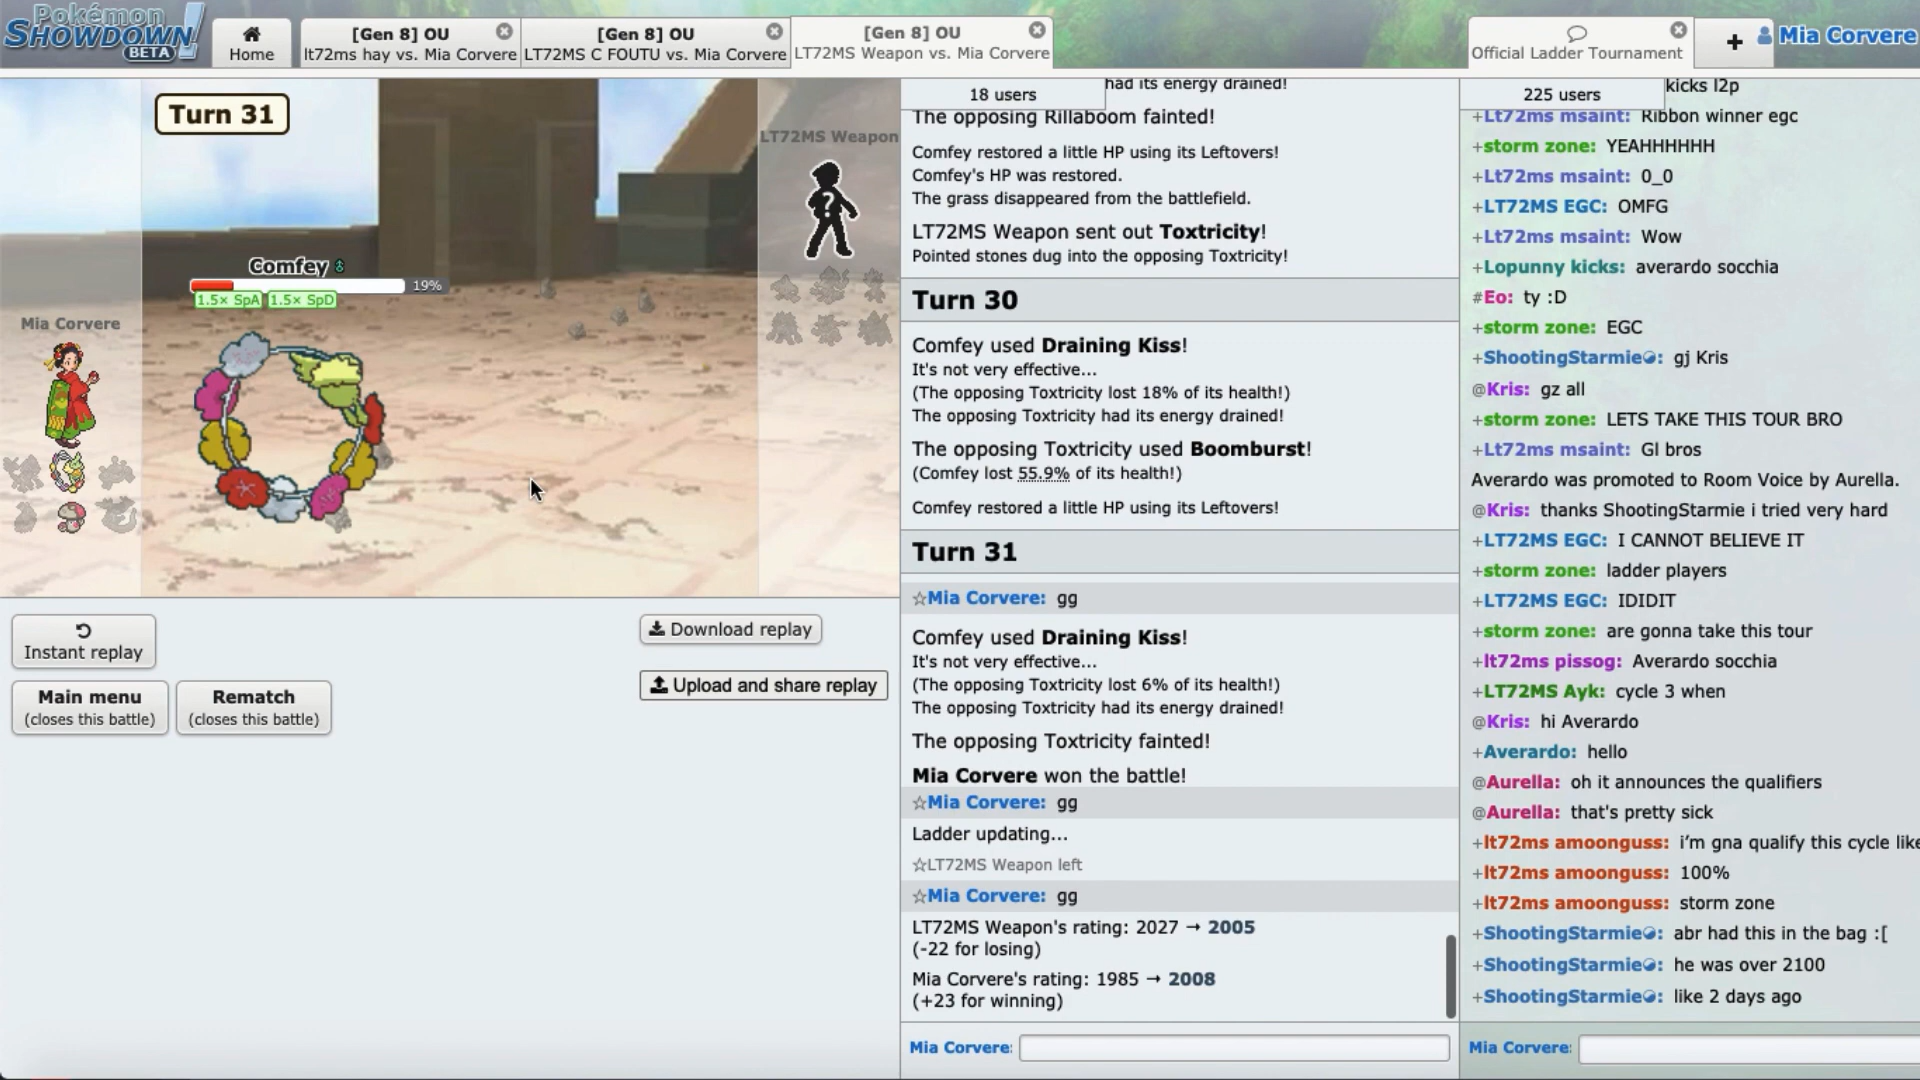 Pokémon
SHOWDOWN!
BETA
Home
[Gen 8] OU
lt72ms hay vs. Mia Corvere
[Gen 8] OU
LT72MS C FOUTU vs. Mia Corvere
[Gen 8] OU
LT72MS Weapon vs. Mia Corvere
Official Ladder Tournament
+
Mia Corvere
Turn 31
LT72MS Weapon
?
Comfey
19%
1.5× SpA 1.5× SpD
Mia Corvere
Instant replay
Download replay
Upload and share replay
Main menu
(closes this battle)
Rematch
(closes this battle)
18 users
had its energy drained!
The opposing Rillaboom fainted!
Comfey restored a little HP using its Leftovers!
Comfey's HP was restored.
The grass disappeared from the battlefield.
LT72MS Weapon sent out Toxtricity!
Pointed stones dug into the opposing Toxtricity!
Turn 30
Comfey used Draining Kiss!
It's not very effective...
(The opposing Toxtricity lost 18% of its health!)
The opposing Toxtricity had its energy drained!
The opposing Toxtricity used Boomburst!
(Comfey lost 55.9% of its health!)
Comfey restored a little HP using its Leftovers!
Turn 31
☆Mia Corvere: gg
Comfey used Draining Kiss!
It's not very effective...
(The opposing Toxtricity lost 6% of its health!)
The opposing Toxtricity had its energy drained!
The opposing Toxtricity fainted!
Mia Corvere won the battle!
☆Mia Corvere: gg
Ladder updating...
☆LT72MS Weapon left
☆Mia Corvere: gg
LT72MS Weapon's rating: 2027 → 2005
(-22 for losing)
Mia Corvere's rating: 1985 → 2008
(+23 for winning)
Mia Corvere:
225 users
kicks l2p
+Lt72ms msaint: Ribbon winner egc
+storm zone: YEAHHHHHH
+Lt72ms msaint: 0_0
+LT72MS EGC: OMFG
+Lt72ms msaint: Wow
+Lopunny kicks: averardo socchia
#Eo: ty :D
+storm zone: EGC
+ShootingStarmie: gj Kris
@Kris: gz all
+storm zone: LETS TAKE THIS TOUR BRO
+Lt72ms msaint: Gl bros
Averardo was promoted to Room Voice by Aurella.
@Kris: thanks ShootingStarmie i tried very hard
+LT72MS EGC: I CANNOT BELIEVE IT
+storm zone: ladder players
+LT72MS EGC: IDIDIT
+storm zone: are gonna take this tour
+lt72ms pissog: Averardo socchia
+LT72MS Ayk: cycle 3 when
@Kris: hi Averardo
+Averardo: hello
@Aurella: oh it announces the qualifiers
@Aurella: that's pretty sick
+lt72ms amoonguss: i'm gna qualify this cycle like
+lt72ms amoonguss: 100%
+lt72ms amoonguss: storm zone
+ShootingStarmie: abr had this in the bag :[
+ShootingStarmie: he was over 2100
+ShootingStarmie: like 2 days ago
Mia Corvere: